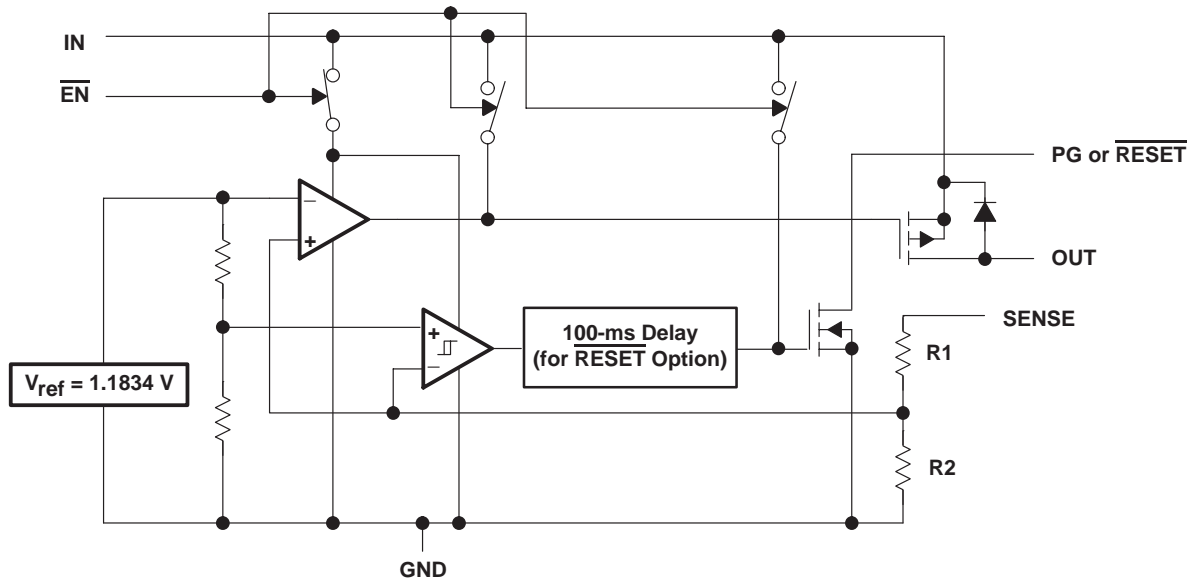 IN
EN
PG or RESET
OUT
SENSE
−
+
+
−
100-ms Delay
(for RESET Option)
R1
Vref = 1.1834 V
R2
GND